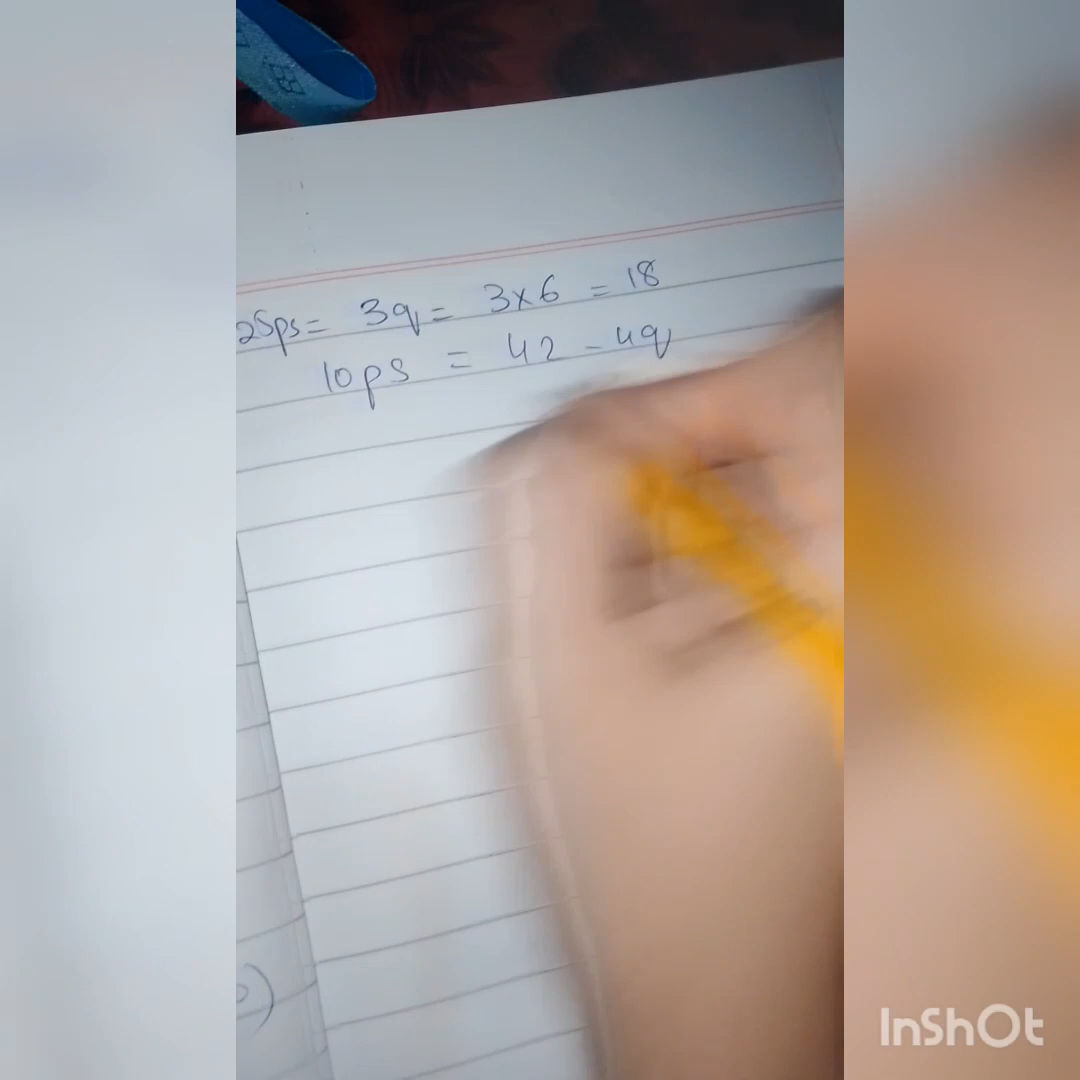 25ps = 3q = 3x6 = 18
10ps = 42 - 4q
InShOt